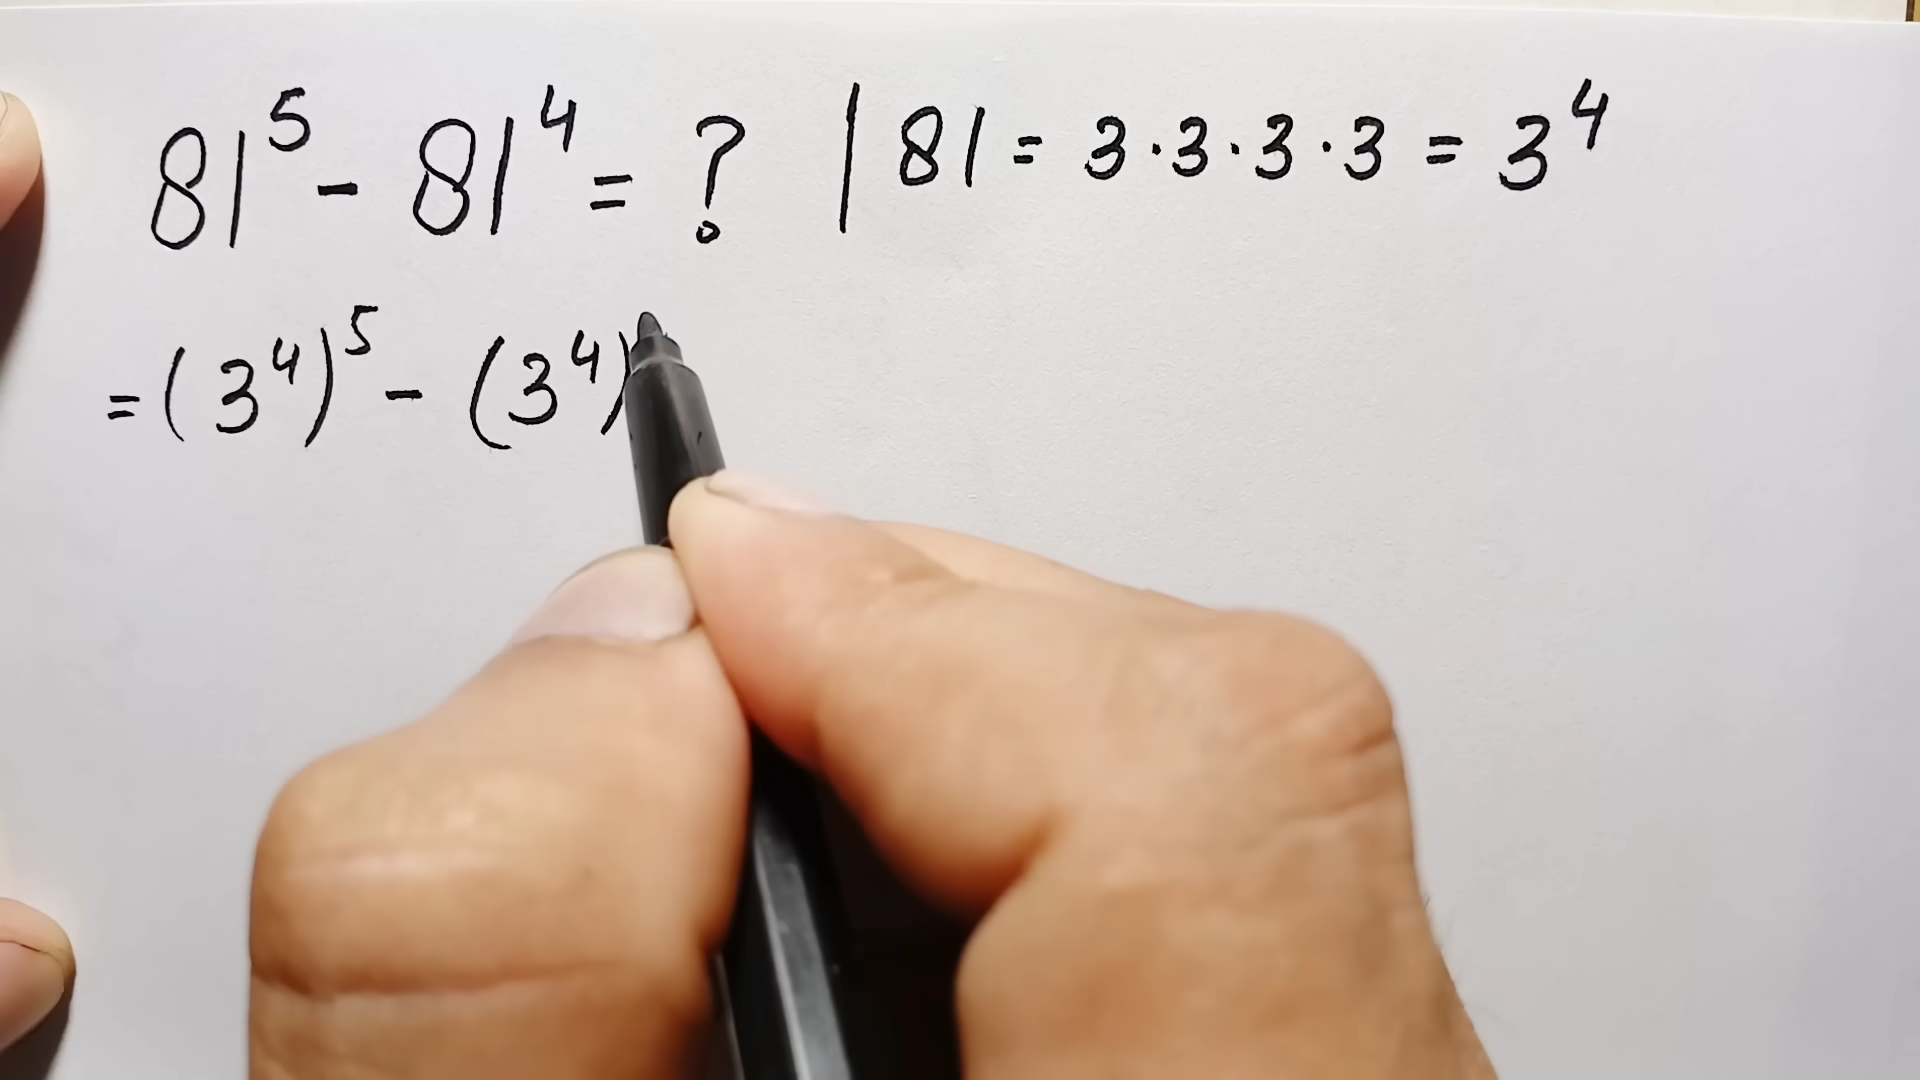 81⁵ - 81⁴ = ? | 81 = 3·3·3·3 = 3⁴
= (3⁴)⁵ - (3⁴)